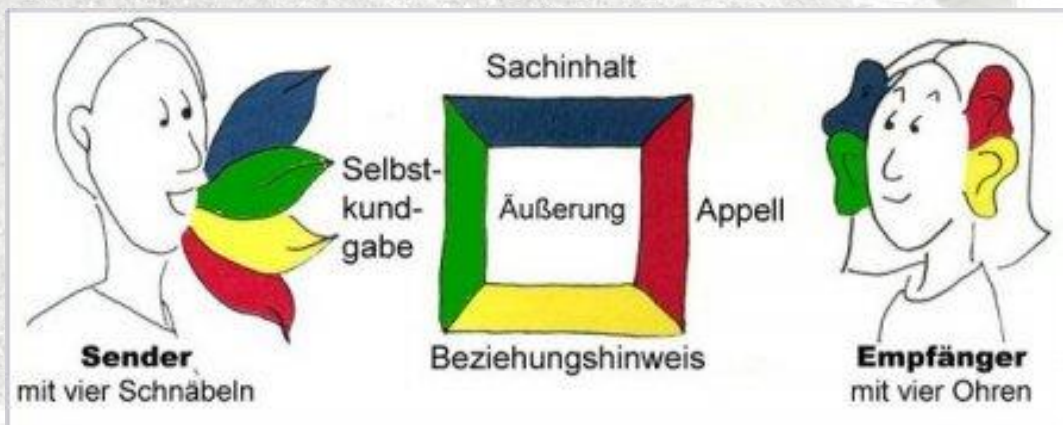 Sachinhalt
Selbst-
kund-
gabe
Äußerung
Appell
Beziehungshinweis
Sender
mit vier Schnäbeln
Empfänger
mit vier Ohren